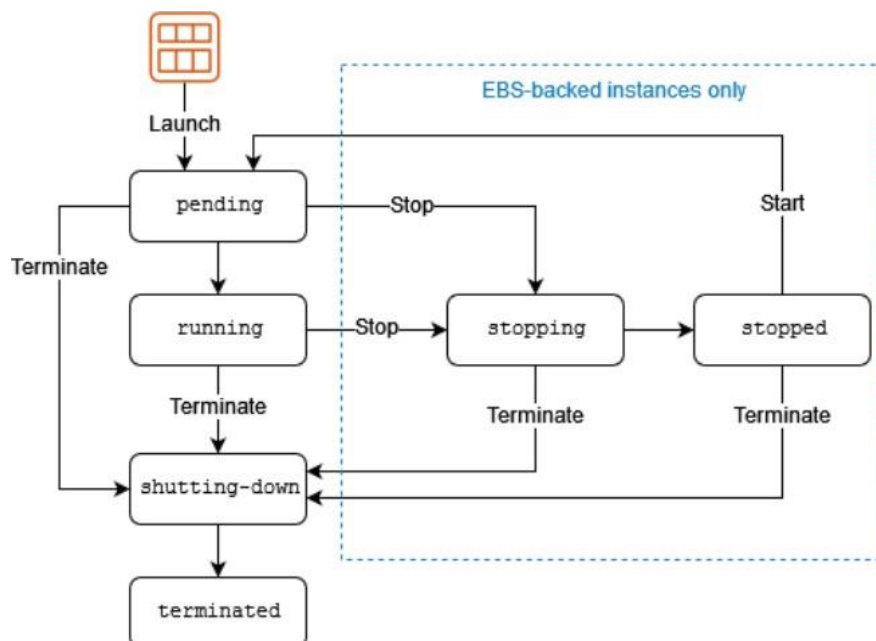 EBS-backed instances only
Launch
pending
Stop
Start
Terminate
running
Stop
stopping
stopped
Terminate
Terminate
Terminate
shutting-down
terminated